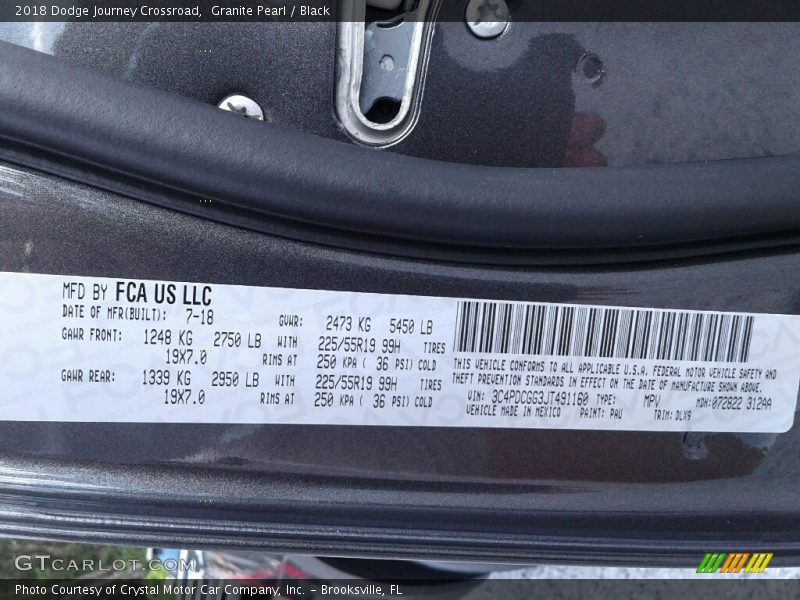 2018 Dodge Journey Crossroad, Granite Pearl / Black
MFD BY FCA US LLC
DATE OF MFR(BUILT): 7-18 GVWR: 2473 KG 5450 LB
GAWR FRONT: 1248 KG 2750 LB WITH 225/55R19 99H TIRES
19X7.0 RIMS AT 250 KPA ( 36 PSI) COLD
GAWR REAR: 1339 KG 2950 LB WITH 225/55R19 99H TIRES
19X7.0 RIMS AT 250 KPA ( 36 PSI) COLD
THIS VEHICLE CONFORMS TO ALL APPLICABLE U.S.A. FEDERAL MOTOR VEHICLE SAFETY AND
THEFT PREVENTION STANDARDS IN EFFECT ON THE DATE OF MANUFACTURE SHOWN ABOVE.
VIN: 3C4PDCGG3JT491160 TYPE: MPV MDH:072822 312AA
VEHICLE MADE IN MEXICO PAINT: PAU TRIM: DLX9
GTCARLOT.COM
Photo Courtesy of Crystal Motor Car Company, Inc. - Brooksville, FL